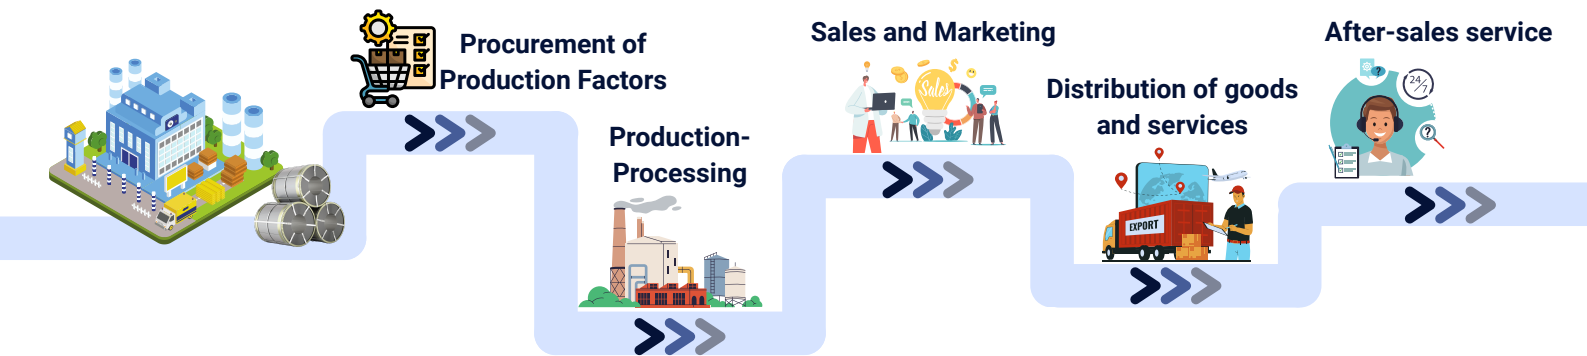 Procurement of
Production Factors
Production-
Processing
Sales and Marketing
Sales
Distribution of goods
and services
EXPORT
After-sales service
24/7
?
?